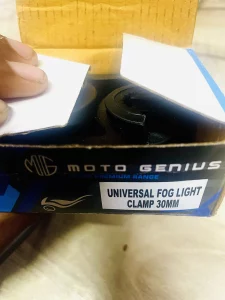 MG MOTO GENIUS
PREMIUM RANGE
UNIVERSAL FOG LIGHT
CLAMP 30MM